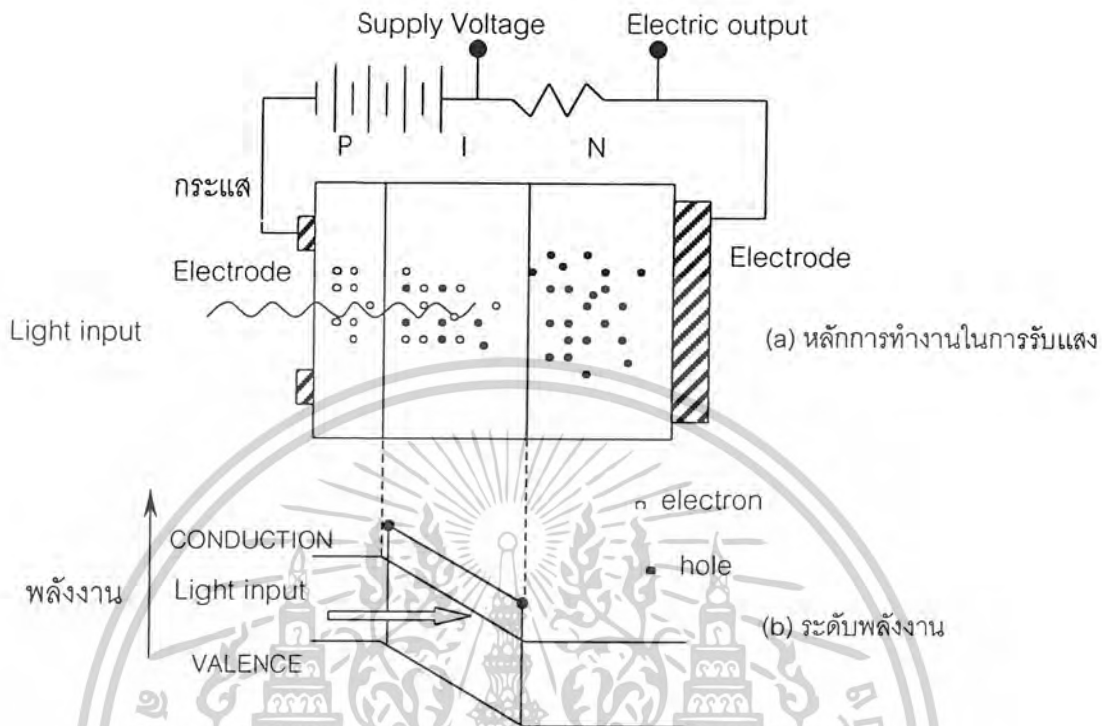 Supply Voltage Electric output
P I N
กระแส
Electrode
Electrode
Light input
(a) หลักการทำงานในการรับแสง
electron
CONDUCTION
hole
พลังงาน
Light input
(b) ระดับพลังงาน
VALENCE